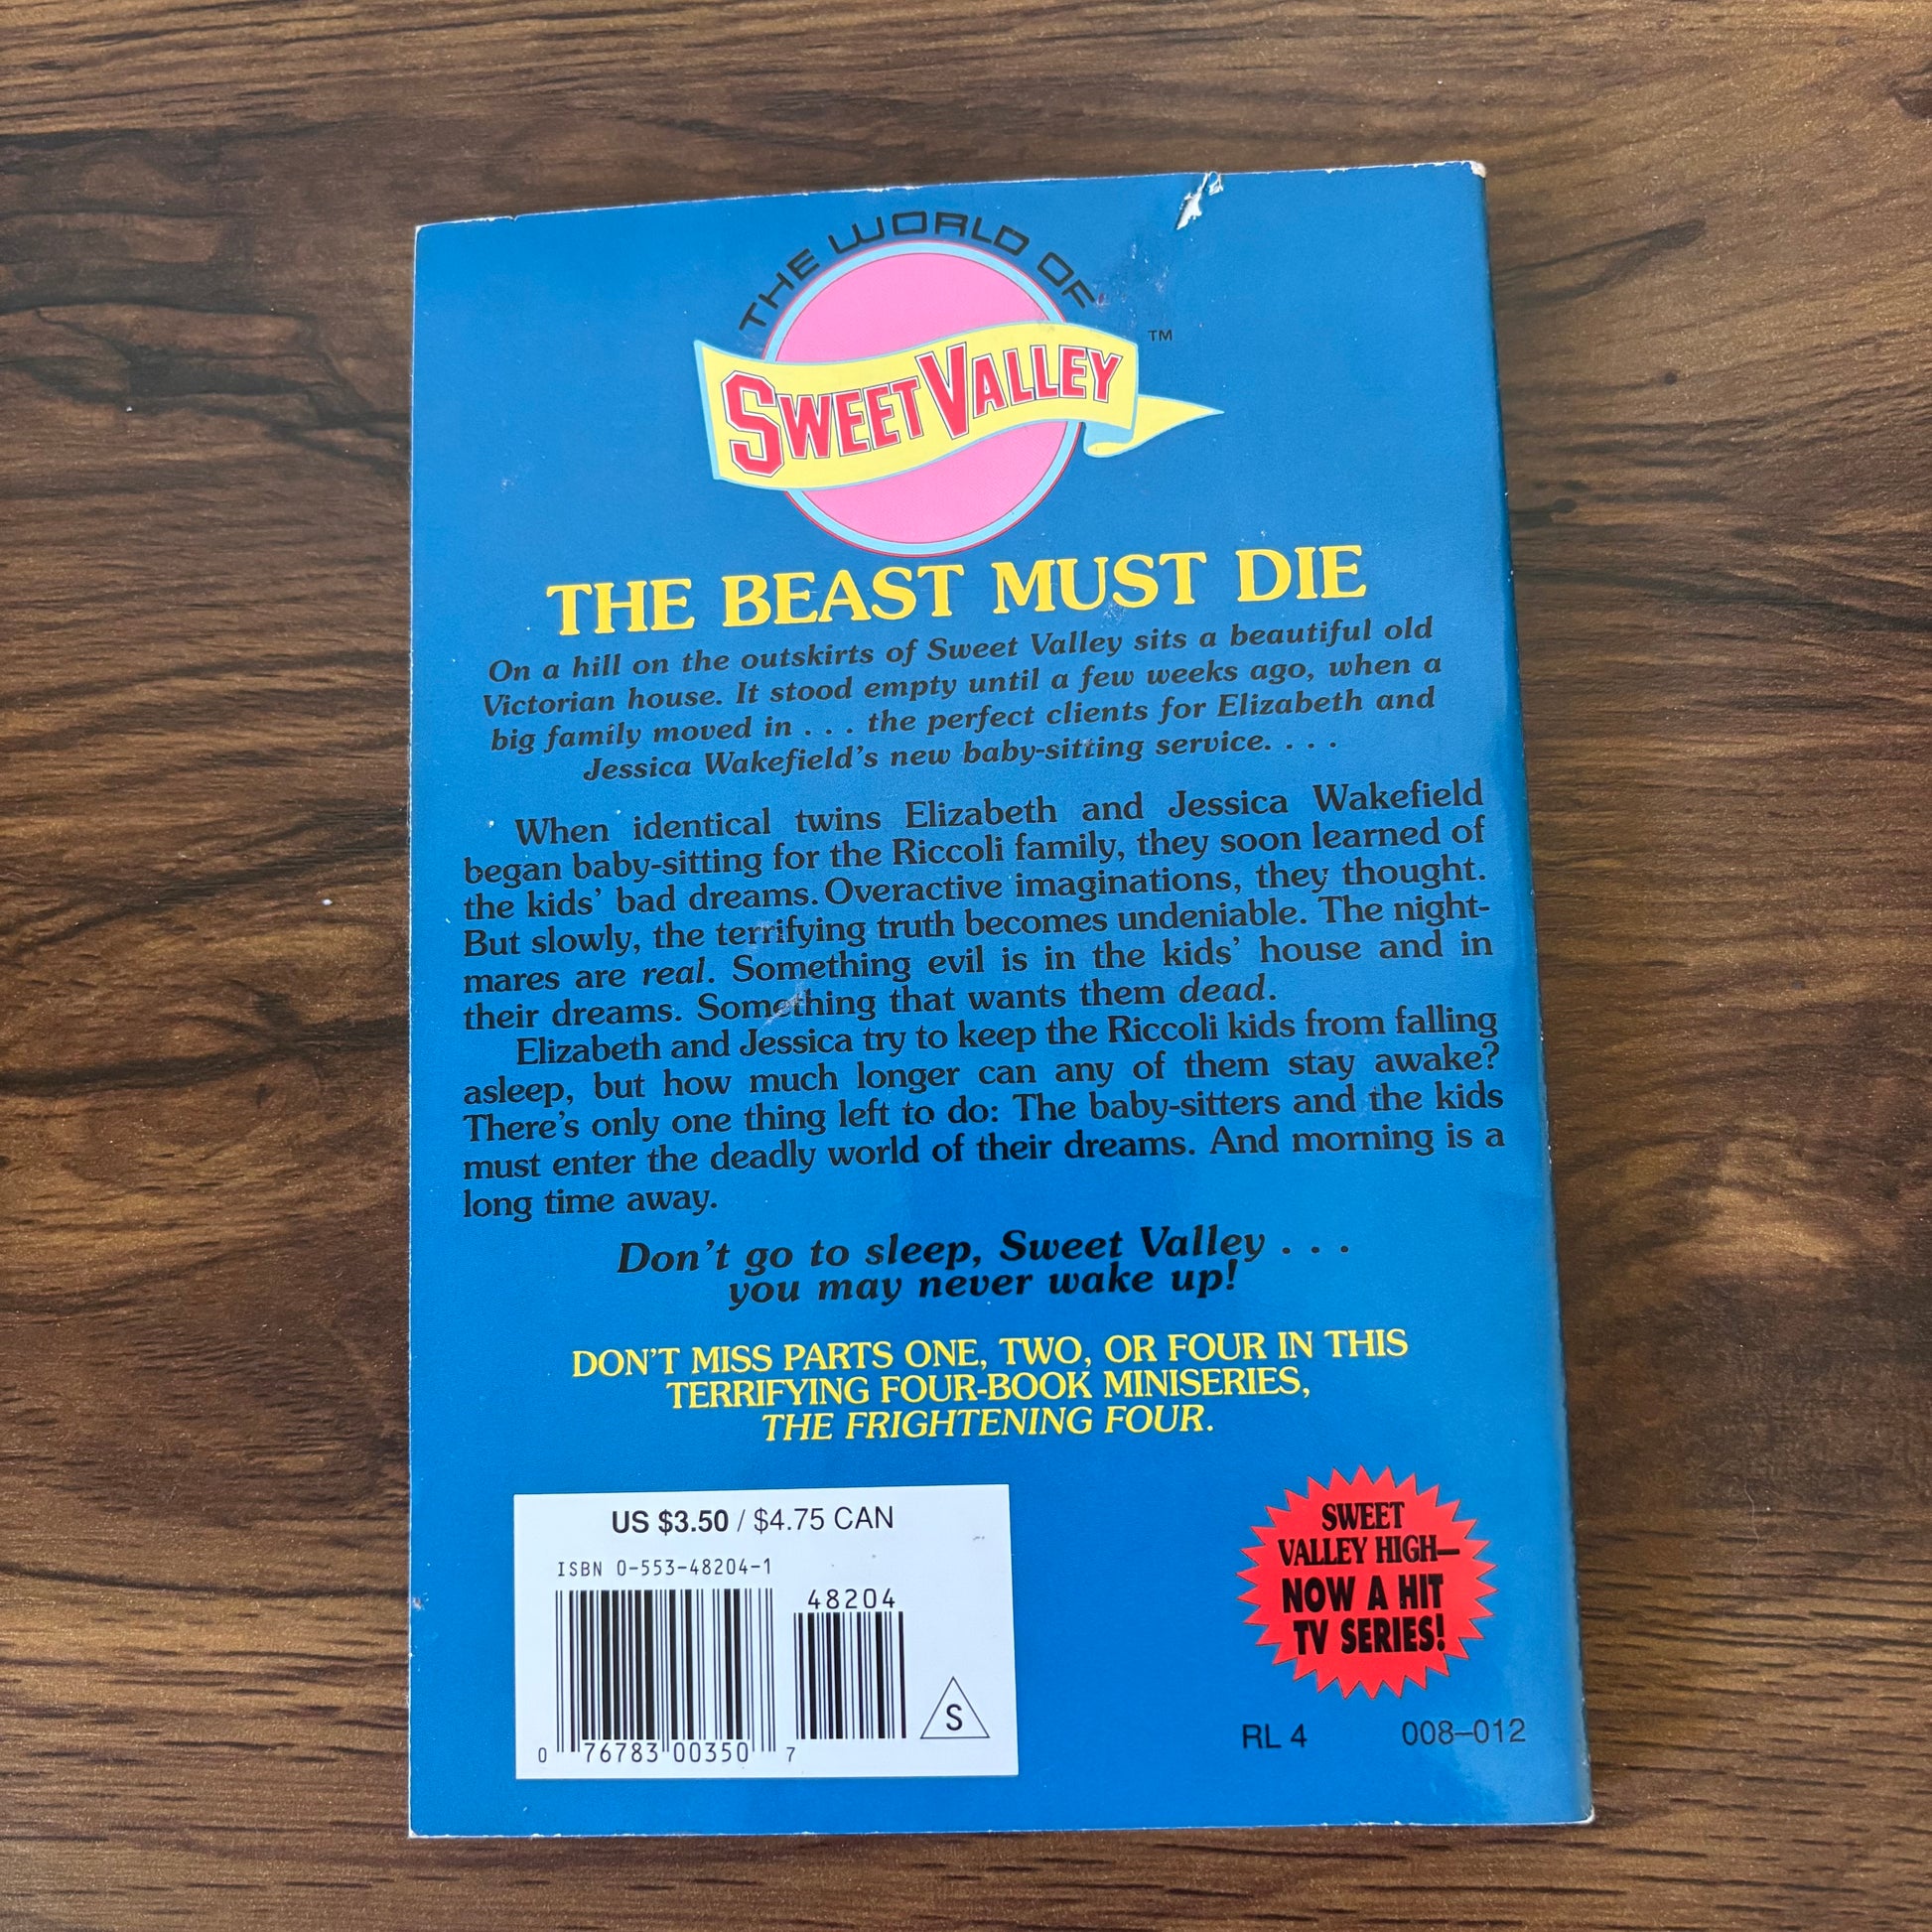 THE WORLD OF
SWEET VALLEY
TM
THE BEAST MUST DIE
On a hill on the outskirts of Sweet Valley sits a beautiful old
Victorian house. It stood empty until a few weeks ago, when a
big family moved in . . . the perfect clients for Elizabeth and
Jessica Wakefield's new baby-sitting service. . . .
When identical twins Elizabeth and Jessica Wakefield
began baby-sitting for the Riccoli family, they soon learned of
the kids' bad dreams. Overactive imaginations, they thought.
But slowly, the terrifying truth becomes undeniable. The night-
mares are real. Something evil is in the kids' house and in
their dreams. Something that wants them dead.
Elizabeth and Jessica try to keep the Riccoli kids from falling
asleep, but how much longer can any of them stay awake?
There's only one thing left to do: The baby-sitters and the kids
must enter the deadly world of their dreams. And morning is a
long time away.
Don't go to sleep, Sweet Valley . . .
you may never wake up!
DON'T MISS PARTS ONE, TWO, OR FOUR IN THIS
TERRIFYING FOUR-BOOK MINISERIES,
THE FRIGHTENING FOUR.
US $3.50 / $4.75 CAN
ISBN 0-553-48204-1
48204
0 76783 00350 7
S
SWEET
VALLEY HIGH—
NOW A HIT
TV SERIES!
RL 4 008–012